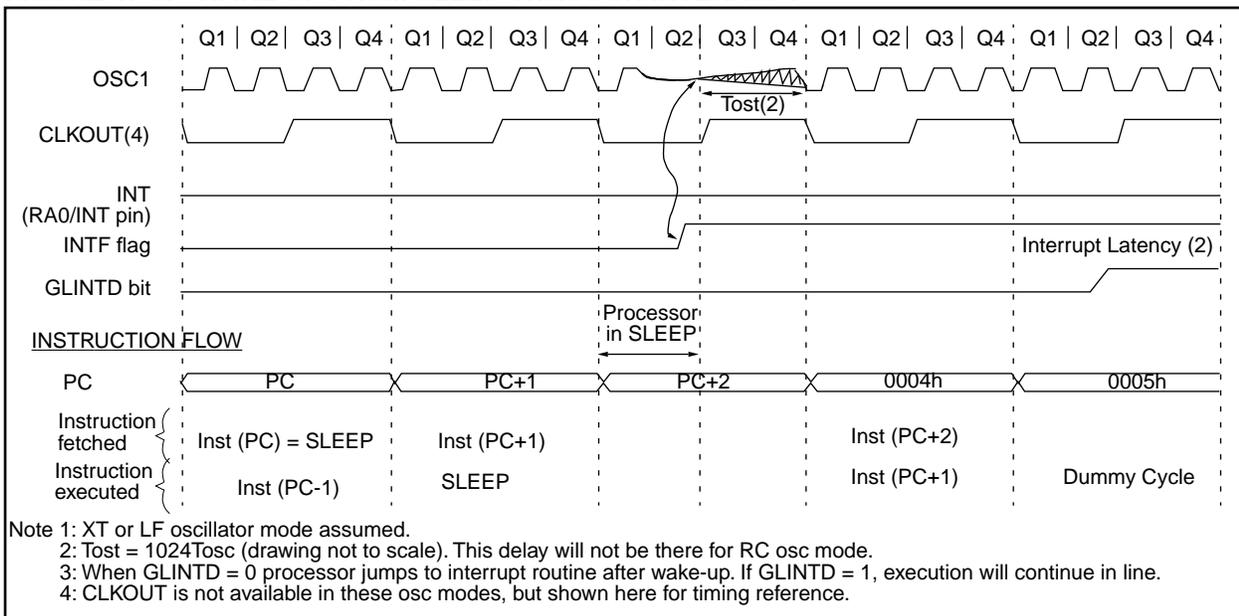 Q1 | Q2 | Q3 | Q4 Q1 | Q2 | Q3 | Q4 Q1 | Q2 | Q3 | Q4 Q1 | Q2 | Q3 | Q4 Q1 | Q2 | Q3 | Q4
OSC1
Tost(2)
CLKOUT(4)
INT
(RA0/INT pin)
INTF flag
Interrupt Latency (2)
GLINTD bit
Processor
in SLEEP
INSTRUCTION FLOW
PC PC PC+1 PC+2 0004h 0005h
Instruction
fetched
Inst (PC) = SLEEP Inst (PC+1) Inst (PC+2)
Instruction
executed
Inst (PC-1) SLEEP Inst (PC+1) Dummy Cycle
Note 1: XT or LF oscillator mode assumed.
2: Tost = 1024Tosc (drawing not to scale). This delay will not be there for RC osc mode.
3: When GLINTD = 0 processor jumps to interrupt routine after wake-up. If GLINTD = 1, execution will continue in line.
4: CLKOUT is not available in these osc modes, but shown here for timing reference.